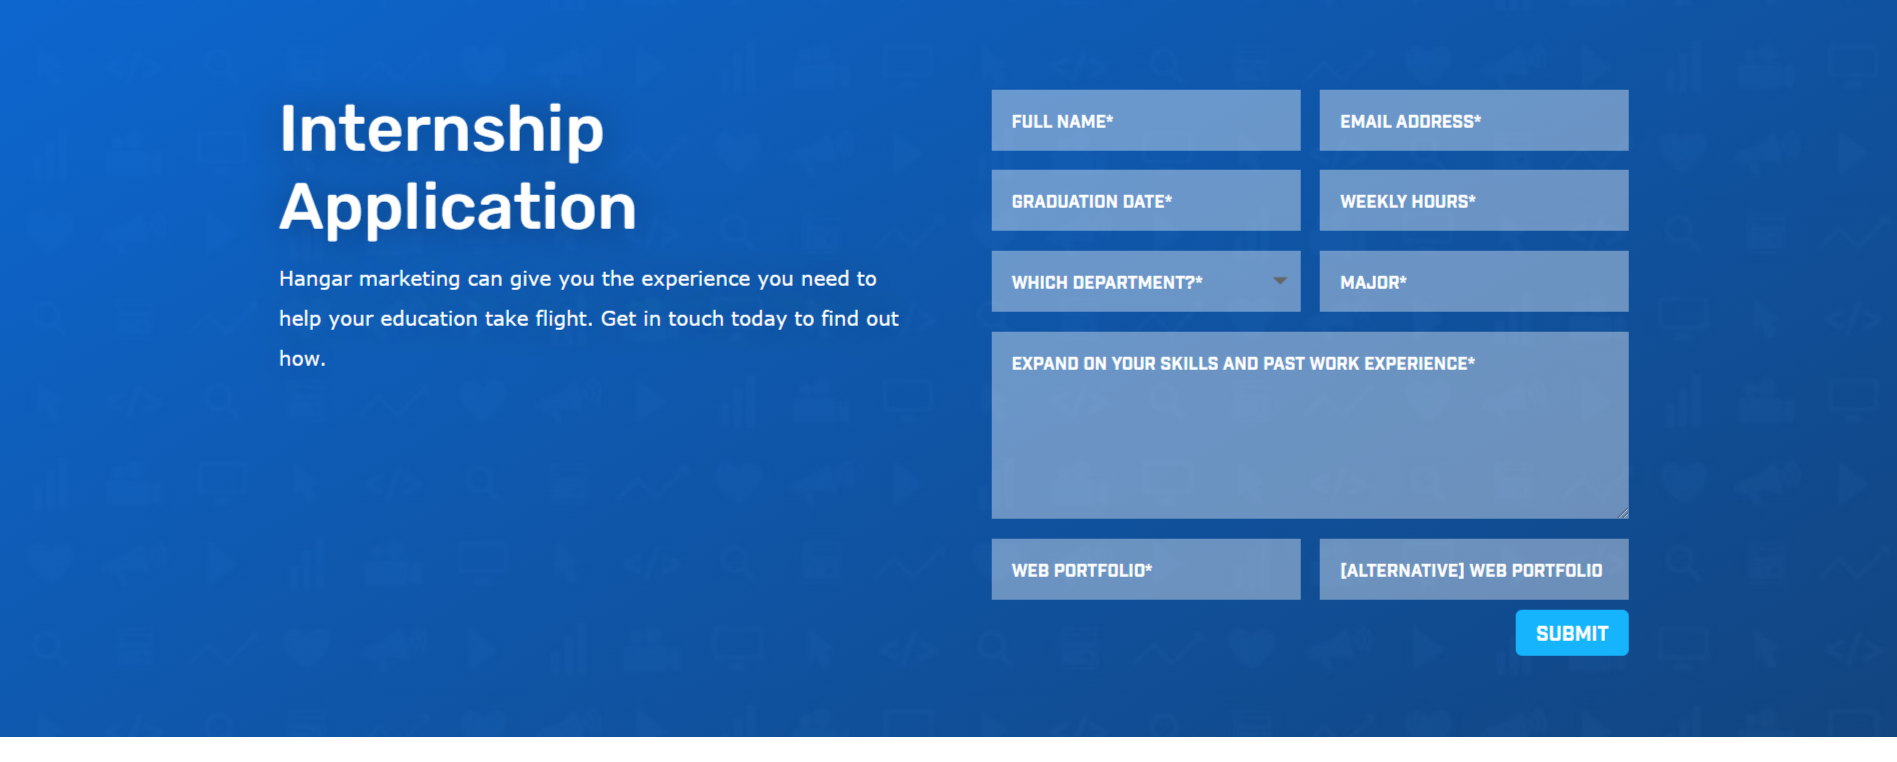 Internship
Application
Hangar marketing can give you the experience you need to
help your education take flight. Get in touch today to find out
how.
FULL NAME*
EMAIL ADDRESS*
GRADUATION DATE*
WEEKLY HOURS*
WHICH DEPARTMENT?*
MAJOR*
EXPAND ON YOUR SKILLS AND PAST WORK EXPERIENCE*
WEB PORTFOLIO*
[ALTERNATIVE] WEB PORTFOLIO
SUBMIT